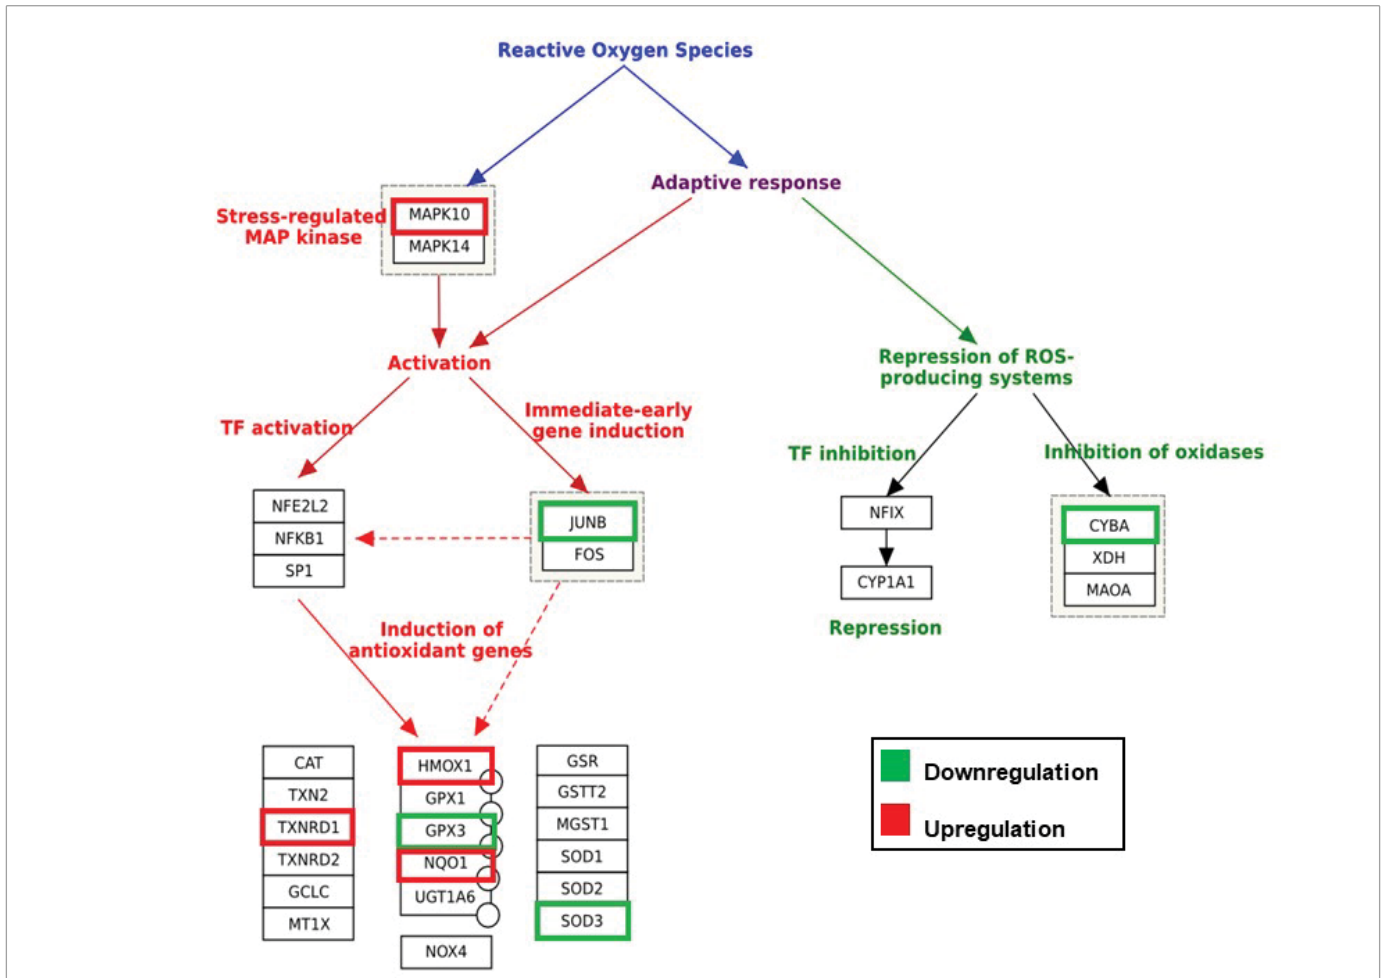 Reactive Oxygen Species
Adaptive response
Stress-regulated
MAP kinase
MAPK10
MAPK14
Activation
Repression of ROS-
producing systems
TF activation
Immediate-early
gene induction
TF inhibition
Inhibition of oxidases
NFE2L2
NFKB1
SP1
JUNB
FOS
NFIX
CYP1A1
Repression
CYBA
XDH
MAOA
Induction of
antioxidant genes
CAT
TXN2
TXNRD1
TXNRD2
GCLC
MT1X
HMOX1
GPX1
GPX3
NQO1
UGT1A6
NOX4
GSR
GSTT2
MGST1
SOD1
SOD2
SOD3
Downregulation
Upregulation